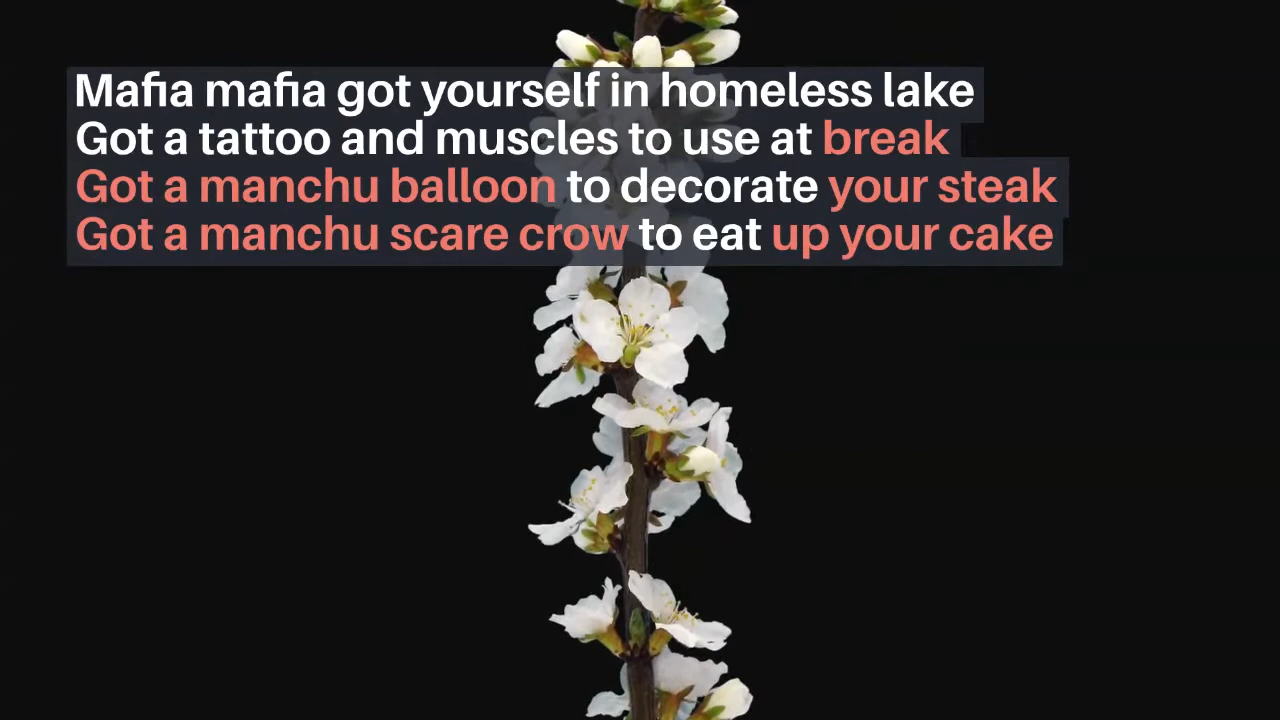 Mafia mafia got yourself in homeless lake
Got a tattoo and muscles to use at break
Got a manchu balloon to decorate your steak
Got a manchu scare crow to eat up your cake